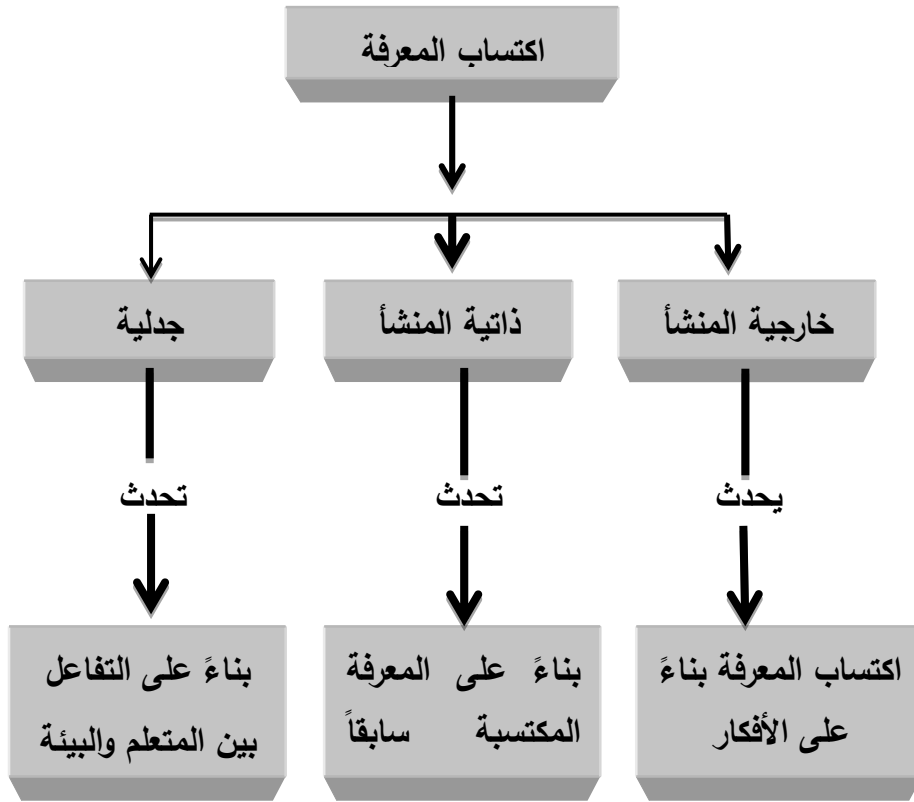 اكتساب المعرفة
خارجية المنشأ
ذاتية المنشأ
جدلية
يحدث
تحدث
تحدث
اكتساب المعرفة بناءً
على الأفكار
بناءً على المعرفة
المكتسبة سابقاً
بناءً على التفاعل
بين المتعلم والبيئة